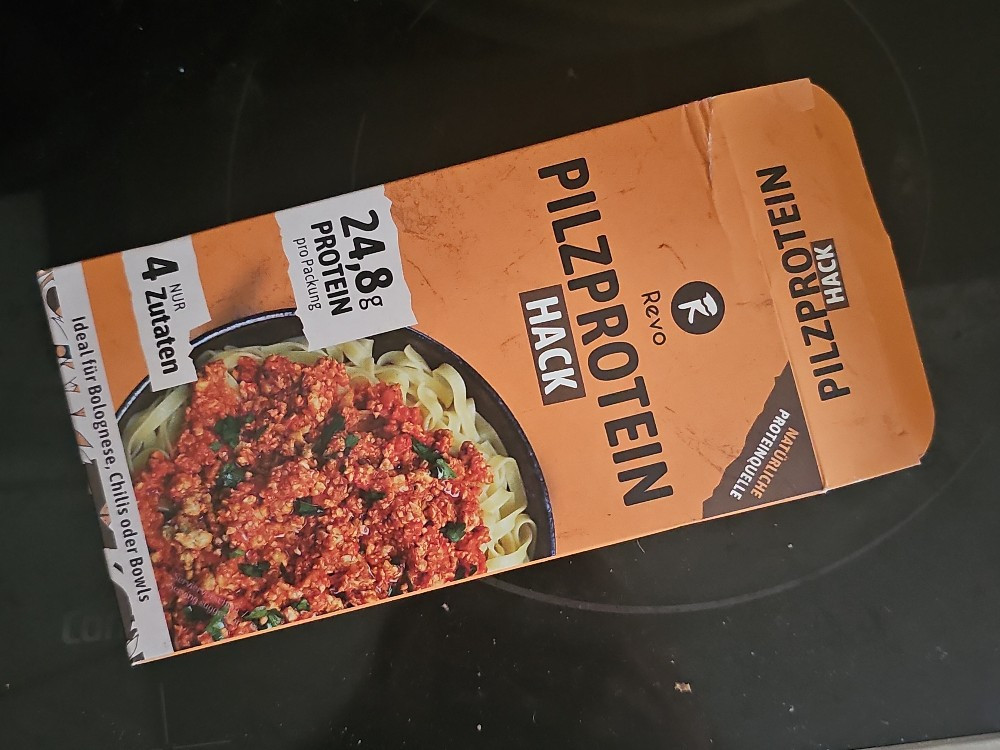 PILZPROTEIN
HACK
Revo
PILZPROTEIN
HACK
NATÜRLICHE
PROTEINQUELLE
24,8g
PROTEIN
pro Packung
NUR
4 Zutaten
Ideal für Bolognese, Chilis oder Bowls